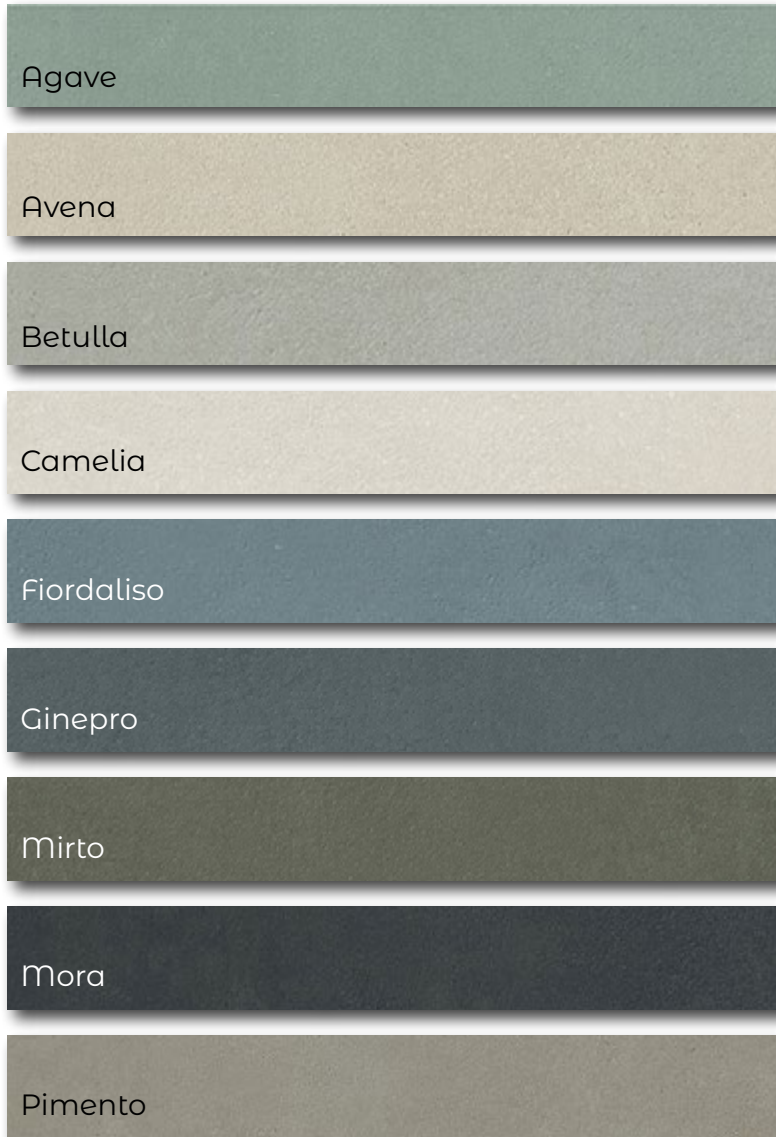 Agave
Avena
Betulla
Camelia
Fiordaliso
Ginepro
Mirto
Mora
Pimento